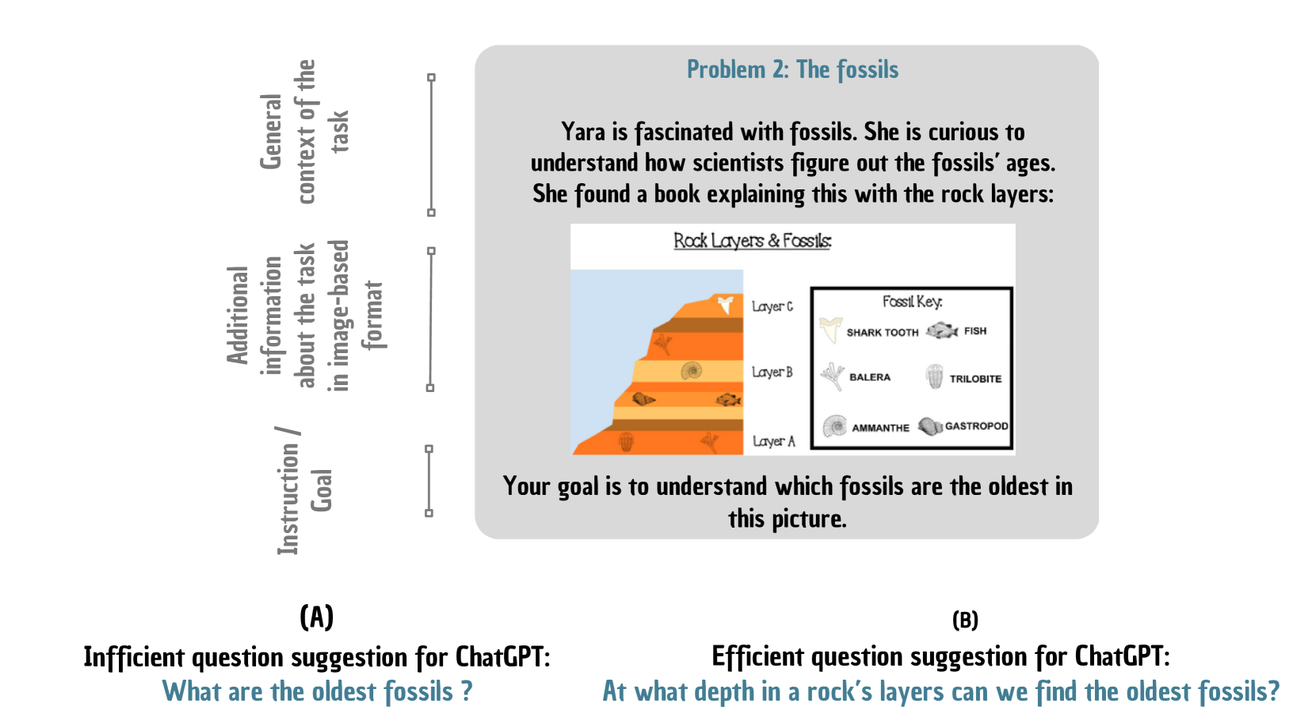 General
context of the
task
Additional
information
about the task
in image-based
format
Instruction /
Goal
Problem 2: The fossils
Yara is fascinated with fossils. She is curious to
understand how scientists figure out the fossils' ages.
She found a book explaining this with the rock layers:
Rock Layers & Fossils:
Layer C
Layer B
Layer A
Fossil Key:
SHARK TOOTH FISH
BALERA TRILOBITE
AMMANTHE GASTROPOD
Your goal is to understand which fossils are the oldest in
this picture.
(A)
Infficient question suggestion for ChatGPT:
What are the oldest fossils ?
(B)
Efficient question suggestion for ChatGPT:
At what depth in a rock's layers can we find the oldest fossils?